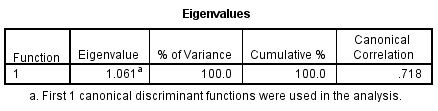 Eigenvalues
Function Eigenvalue % of Variance Cumulative % Canonical Correlation
1 1.061a 100.0 100.0 .718
a. First 1 canonical discriminant functions were used in the analysis.